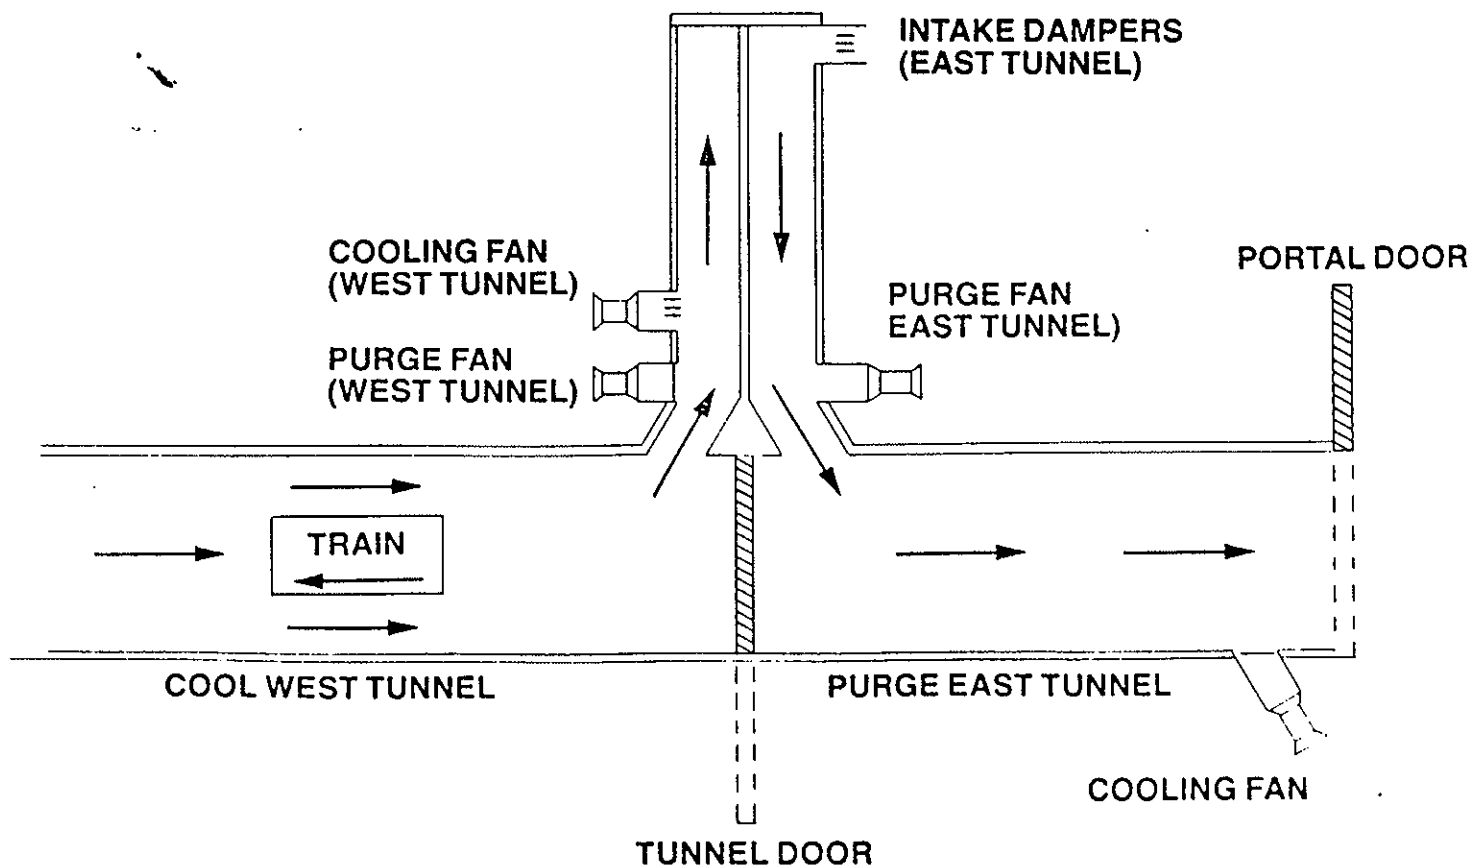 INTAKE DAMPERS
(EAST TUNNEL)
COOLING FAN
(WEST TUNNEL)
PORTAL DOOR
PURGE FAN
EAST TUNNEL)
PURGE FAN
(WEST TUNNEL)
TRAIN
COOL WEST TUNNEL
PURGE EAST TUNNEL
COOLING FAN
TUNNEL DOOR